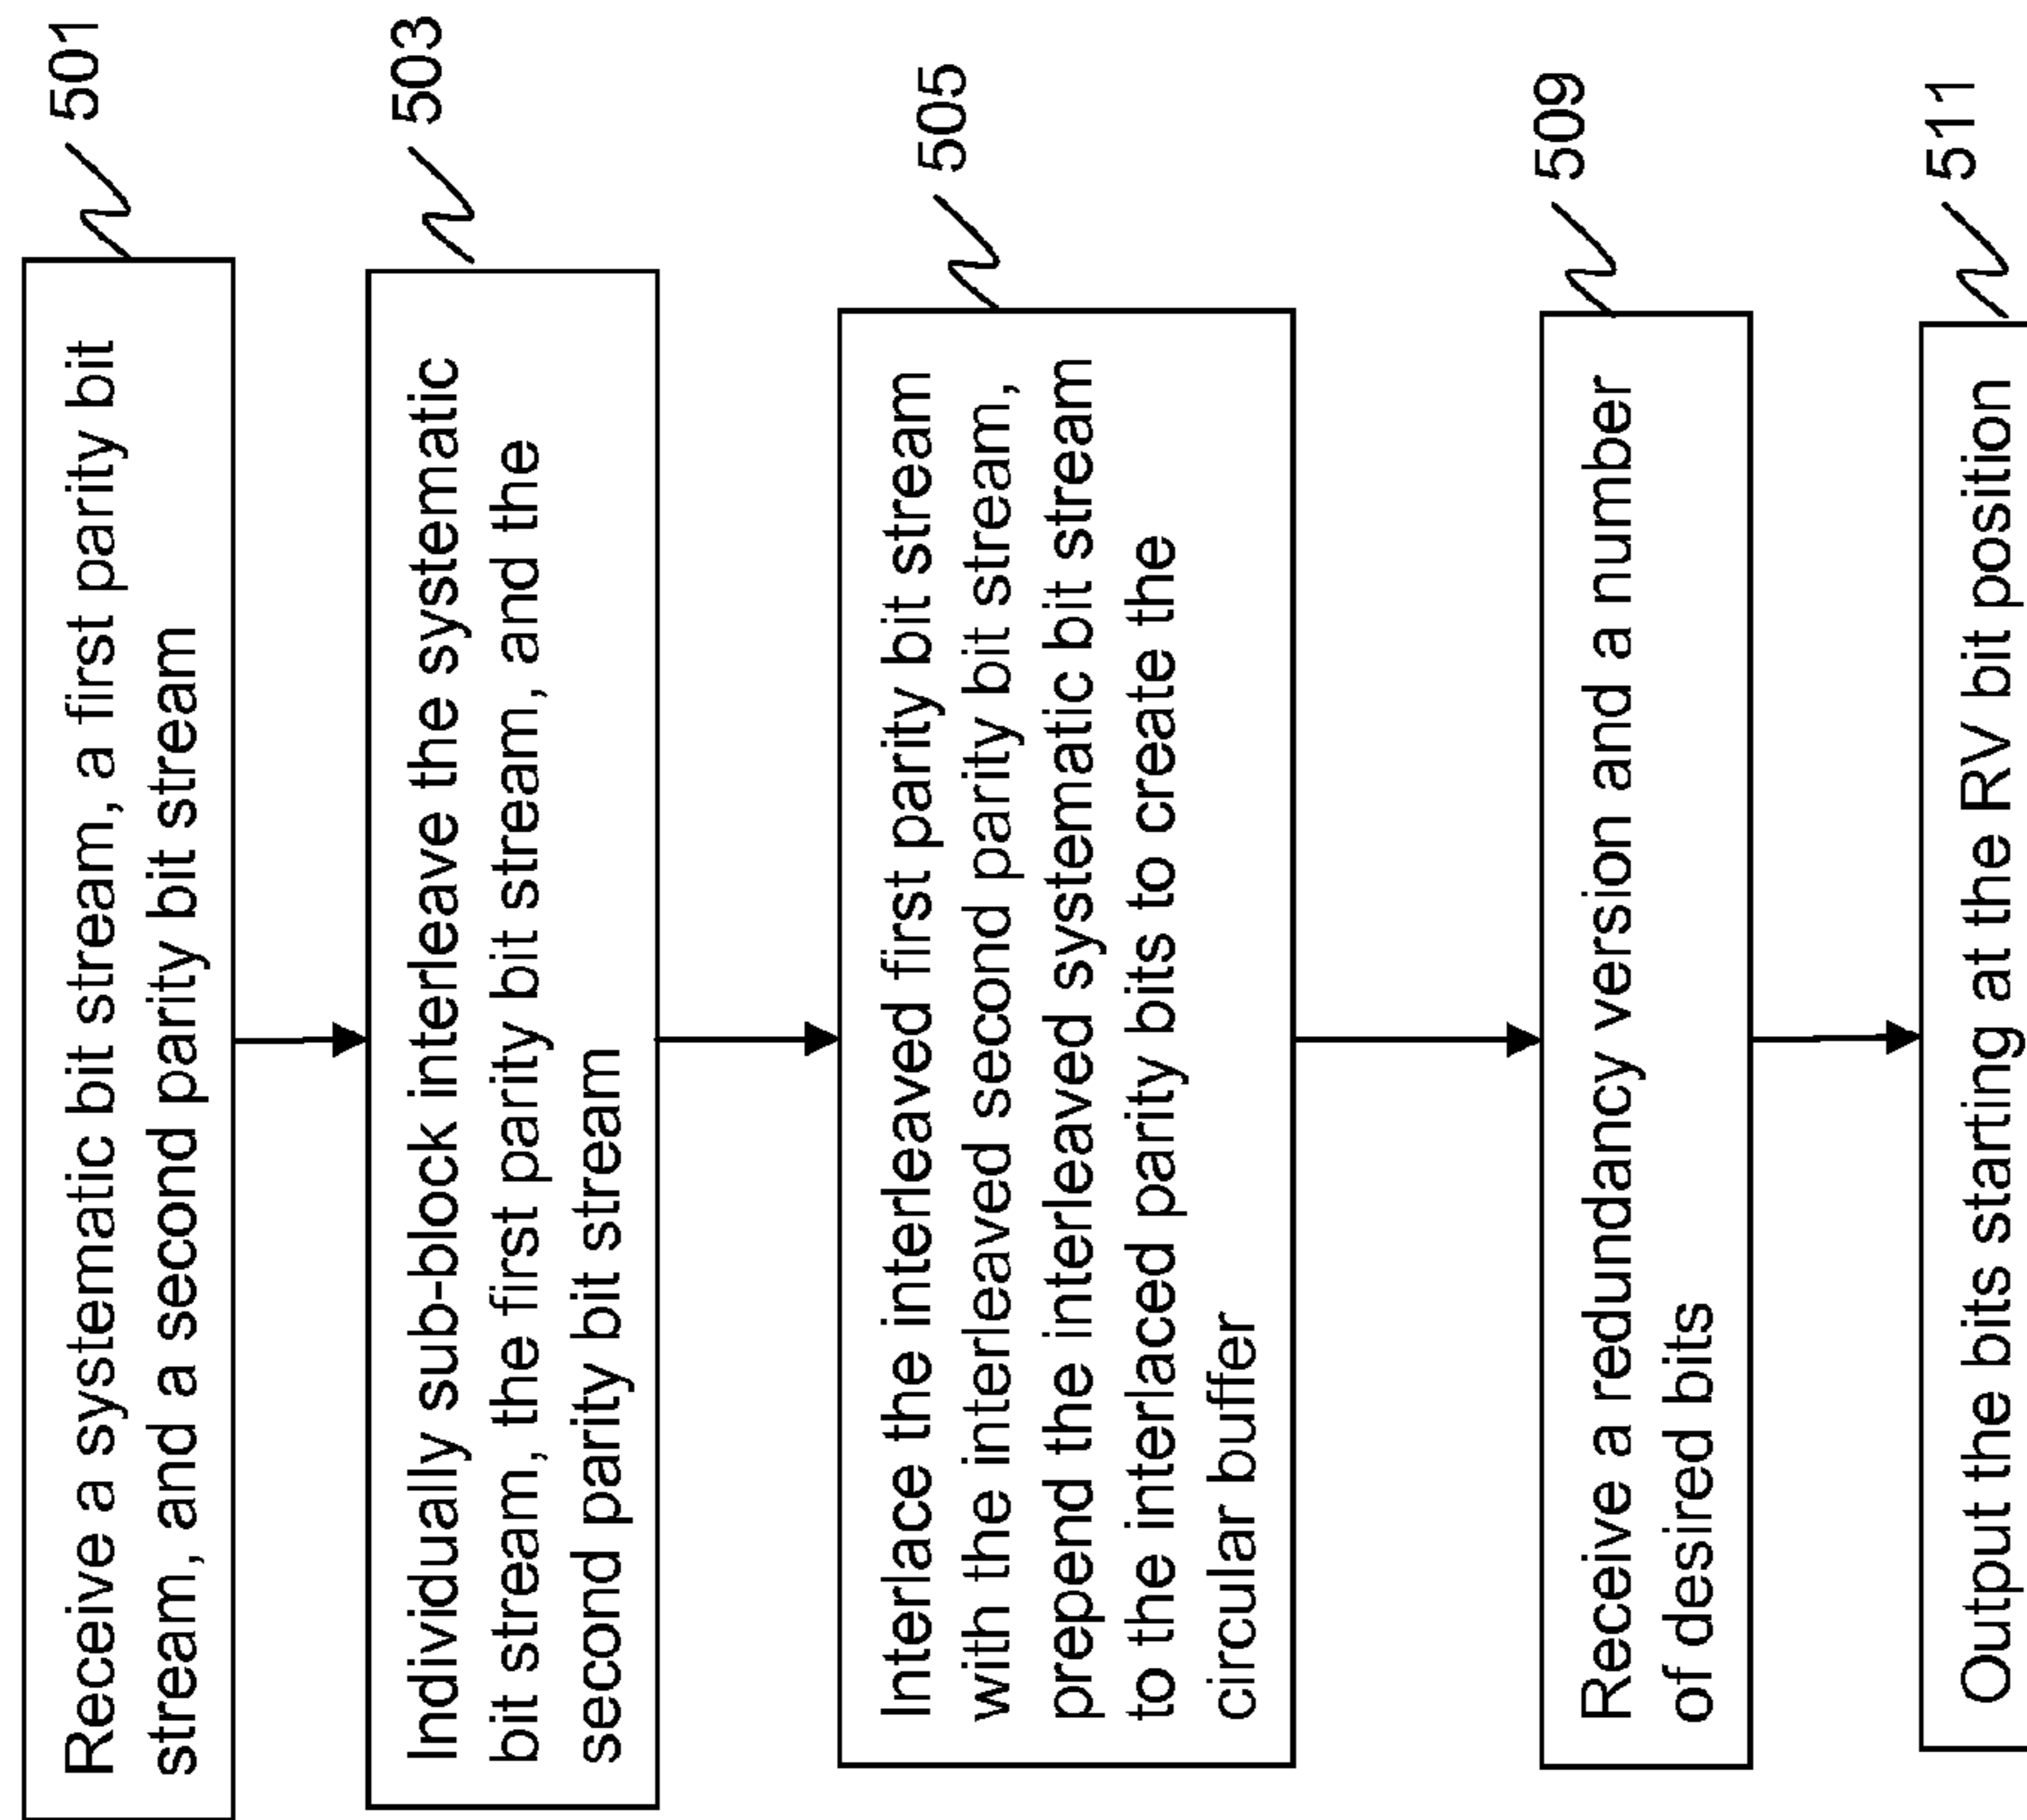 Receive a systematic bit stream, a first parity bit
stream, and a second parity bit stream
501
Individually sub-block interleave the systematic
bit stream, the first parity bit stream, and the
second parity bit stream
503
Interlace the interleaved first parity bit stream
with the interleaved second parity bit stream,
prepend the interleaved systematic bit stream
to the interlaced parity bits to create the
circular buffer
505
Receive a redundancy version and a number
of desired bits
509
Output the bits starting at the RV bit position
511